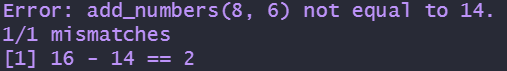 Error: add_numbers(8, 6) not equal to 14.
1/1 mismatches
[1] 16 - 14 == 2